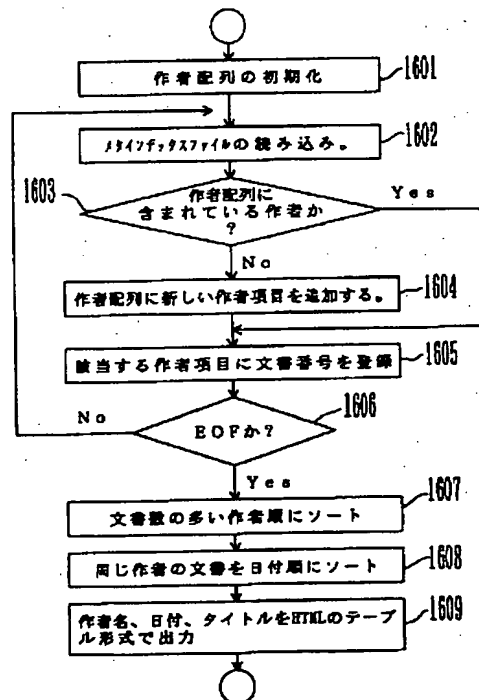 作者配列の初期化
1601
メタインデックスファイルの読み込み。
1602
1603
作者配列に
含まれている作者か
?
Yes
No
作者配列に新しい作者項目を追加する。
1604
該当する作者項目に文書番号を登録
1605
No
EOFか?
1606
Yes
文書数の多い作者順にソート
1607
同じ作者の文書を日付順にソート
1608
作者名、日付、タイトルをHTMLのテーブ
ル形式で出力
1609